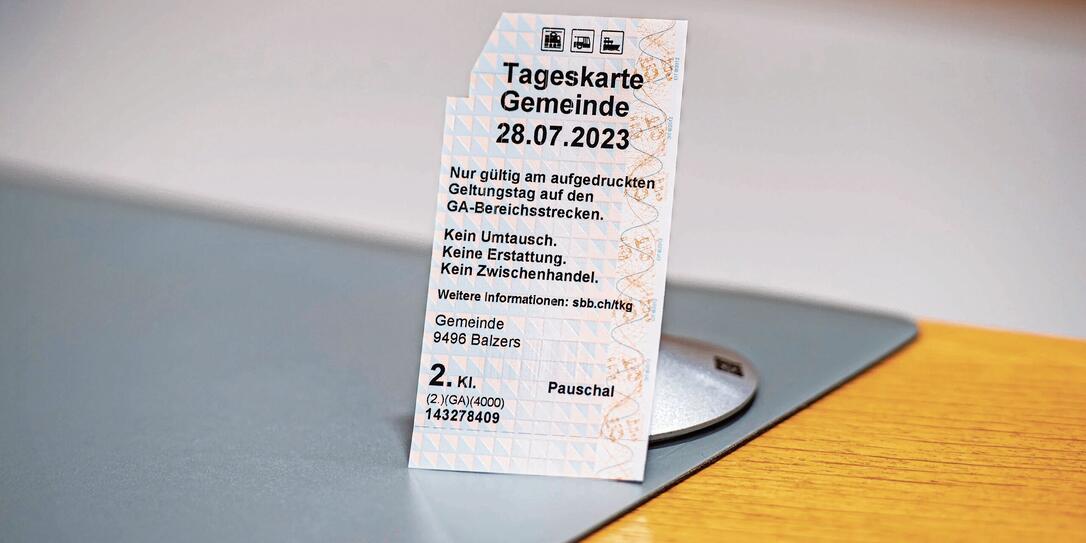 Tageskarte
Gemeinde
28.07.2023
Nur gültig am aufgedruckten
Geltungstag auf den
GA-Bereichsstrecken.
Kein Umtausch.
Keine Erstattung.
Kein Zwischenhandel.
Weitere Informationen: sbb.ch/tkg
Gemeinde
9496 Balzers
2. Kl. Pauschal
(2.)(GA)(4000)
143278409